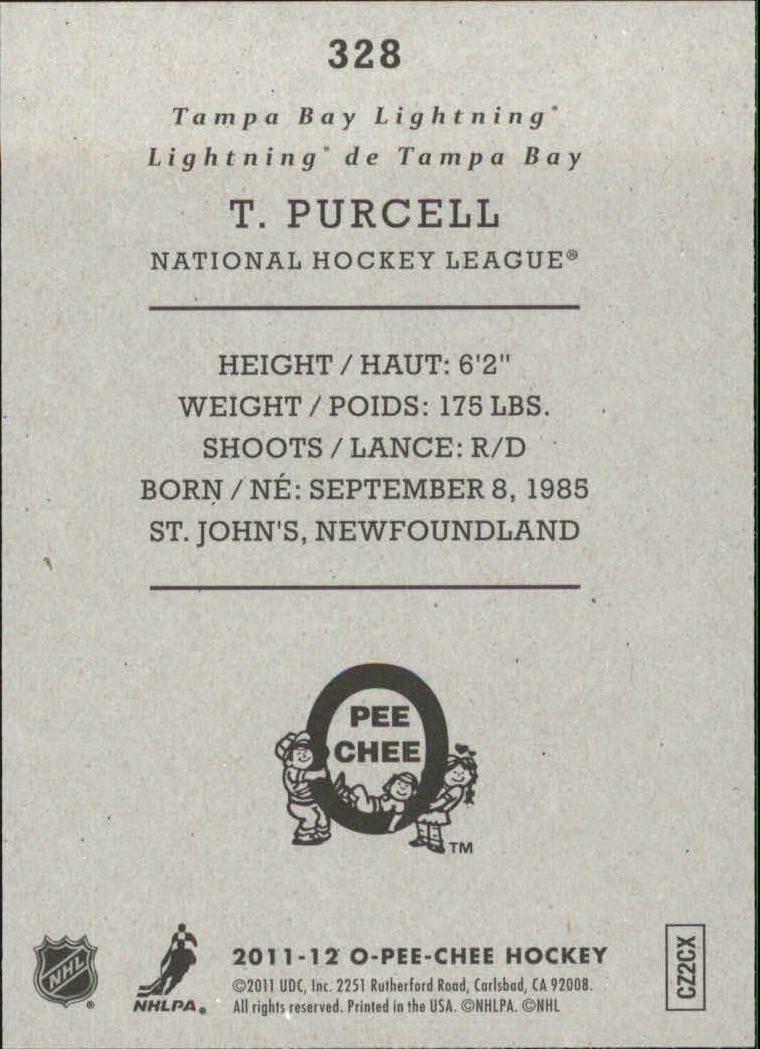 328
Tampa Bay Lightning®
Lightning® de Tampa Bay
T. PURCELL
NATIONAL HOCKEY LEAGUE®
HEIGHT / HAUT: 6'2"
WEIGHT / POIDS: 175 LBS.
SHOOTS / LANCE: R/D
BORN / NÉ: SEPTEMBER 8, 1985
ST. JOHN'S, NEWFOUNDLAND
O
PEE
CHEE
TM
NHL®
NHLPA®
2011-12 O-PEE-CHEE HOCKEY
©2011 UDC, Inc. 2251 Rutherford Road, Carlsbad, CA 92008.
All rights reserved. Printed in the USA. ©NHLPA. ©NHL
CZ2CX